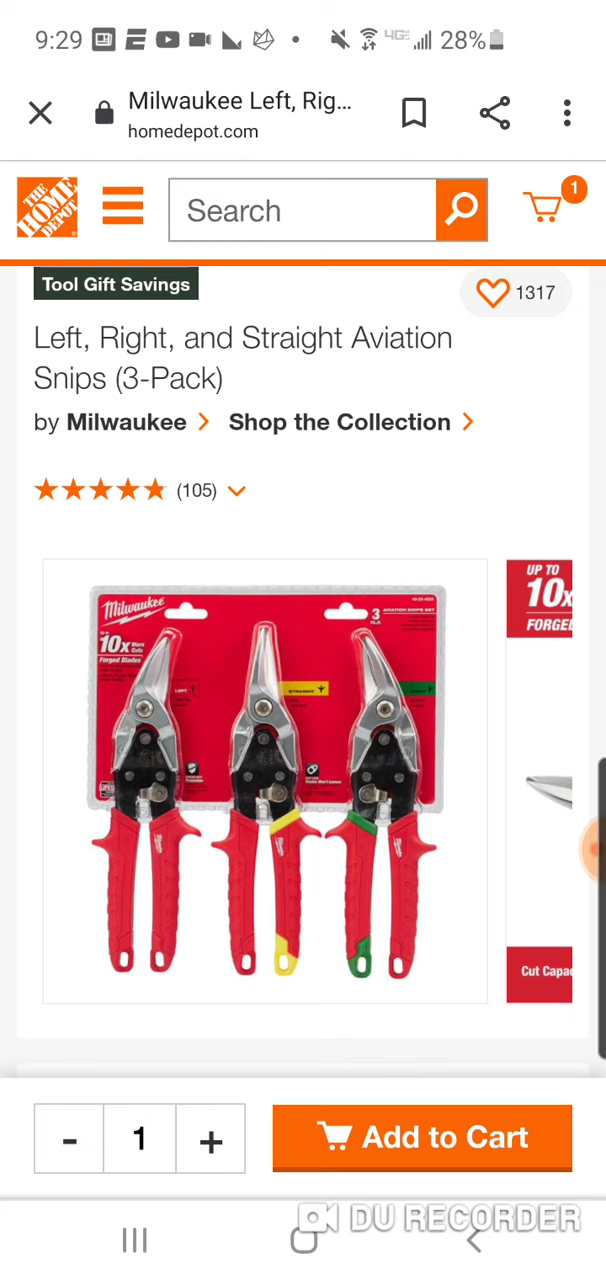 9:29 4GE 28%
Milwaukee Left, Rig...
homedepot.com
THE HOME DEPOT
Search
1
Tool Gift Savings
1317
Left, Right, and Straight Aviation
Snips (3-Pack)
by Milwaukee
Shop the Collection
(105)
Milwaukee
3 AVIATION SNIPS SET
10x More Cuts
Forged Blades
LEFT
STRAIGHT
UP TO
10x
FORGE
Cut Capa
- 1 +
Add to Cart
DU RECORDER